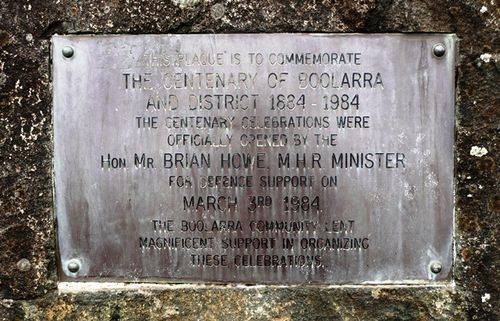 THIS PLAQUE IS TO COMMEMORATE
THE CENTENARY OF BOOLARRA
AND DISTRICT 1884 - 1984
THE CENTENARY CELEBRATIONS WERE
OFFICIALLY OPENED BY THE
HON MR BRIAN HOWE M.H.R MINISTER
FOR DEFENCE SUPPORT ON
MARCH 3RD 1984
THE BOOLARRA COMMUNITY LENT
MAGNIFICENT SUPPORT IN ORGANIZING
THESE CELEBRATIONS.